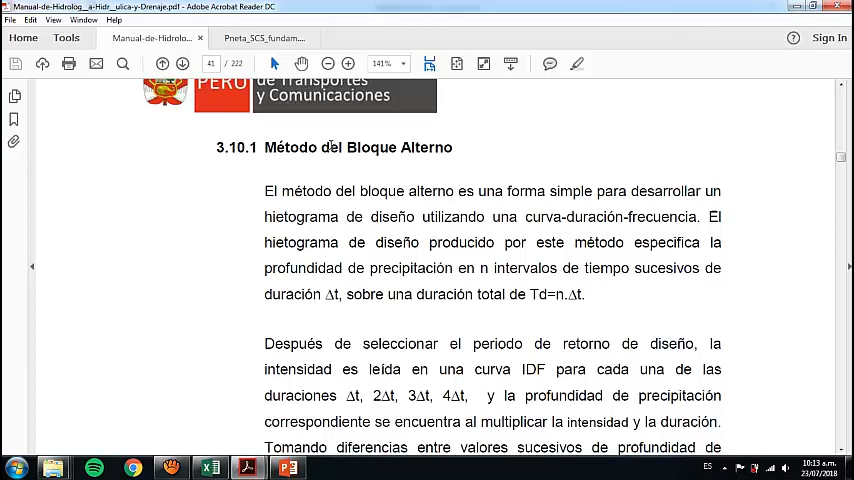 Manual-de-Hidrolog__a-Hidr__ulica-y-Drenaje.pdf - Adobe Acrobat Reader DC
File Edit View Window Help
Home Tools Manual-de-Hidrolo... × Pneta_SCS_fundam.... Sign In
41 / 222 141%
PERÚ de Transportes
y Comunicaciones
3.10.1 Método del Bloque Alterno
El método del bloque alterno es una forma simple para desarrollar un
hietograma de diseño utilizando una curva-duración-frecuencia. El
hietograma de diseño producido por este método especifica la
profundidad de precipitación en n intervalos de tiempo sucesivos de
duración Δt, sobre una duración total de Td=n.Δt.
Después de seleccionar el periodo de retorno de diseño, la
intensidad es leída en una curva IDF para cada una de las
duraciones Δt, 2Δt, 3Δt, 4Δt, y la profundidad de precipitación
correspondiente se encuentra al multiplicar la intensidad y la duración.
Tomando diferencias entre valores sucesivos de profundidad de
ES 10:13 a.m.
23/07/2018